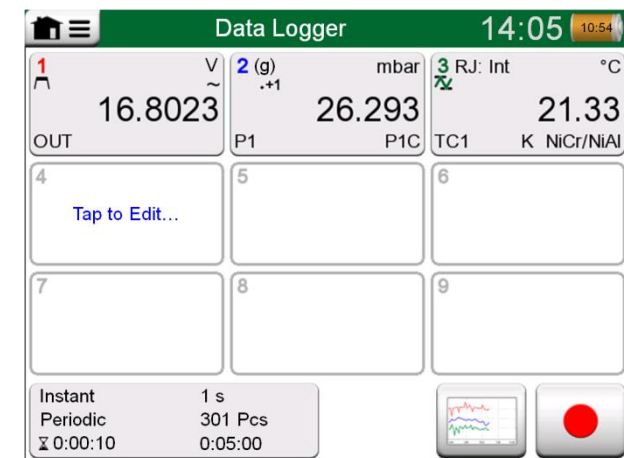 Data Logger 14:05 10:54
1 V
~
16.8023
OUT
2 (g) mbar
.+1
26.293
P1 P1C
3 RJ: Int °C
21.33
TC1 K NiCr/NiAl
4
Tap to Edit...
5
6
7
8
9
Instant 1 s
Periodic 301 Pcs
0:00:10 0:05:00